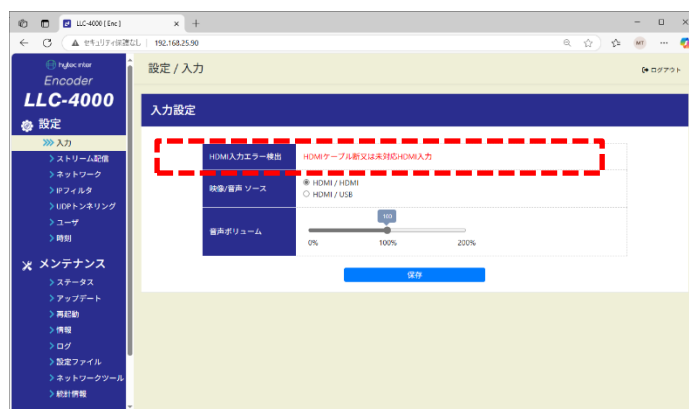 LLC-4000 [Enc]
セキュリティ保護なし
192.168.25.90
MT
hytec inter
Encoder
LLC-4000
設定
入力
ストリーム配信
ネットワーク
IPフィルタ
UDPトンネリング
ユーザ
時刻
メンテナンス
ステータス
アップデート
再起動
情報
ログ
設定ファイル
ネットワークツール
統計情報
設定 / 入力
ログアウト
入力設定
HDMI入力エラー検出
HDMIケーブル断又は未対応HDMI入力
映像/音声 ソース
HDMI / HDMI
HDMI / USB
音声ボリューム
100
0%
100%
200%
保存